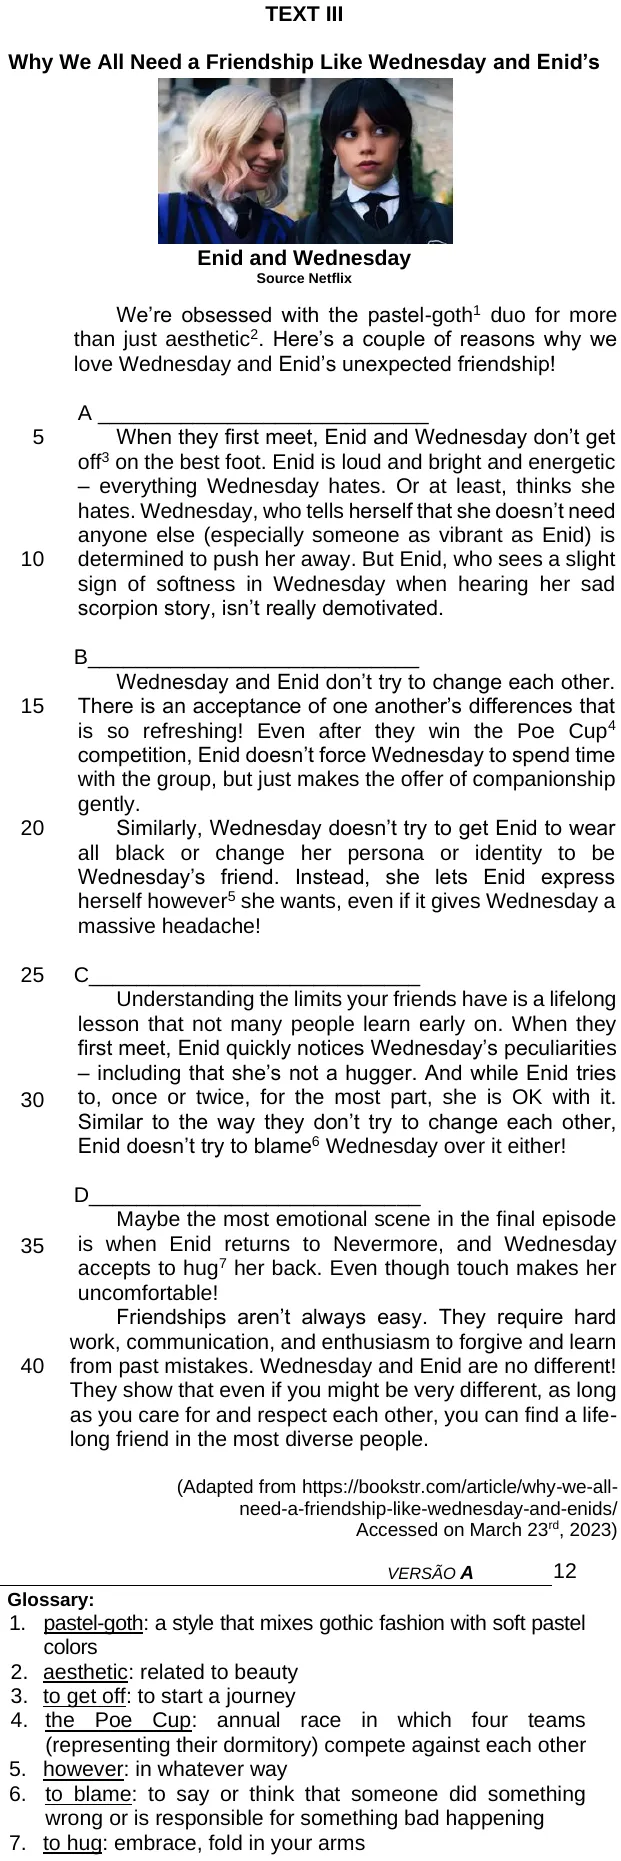 TEXT III
Why We All Need a Friendship Like Wednesday and Enid’s
Enid and Wednesday
Source Netflix
We’re obsessed with the pastel-goth¹ duo for more
than just aesthetic². Here’s a couple of reasons why we
love Wednesday and Enid’s unexpected friendship!
A ____________________________
5 When they first meet, Enid and Wednesday don’t get
off³ on the best foot. Enid is loud and bright and energetic
– everything Wednesday hates. Or at least, thinks she
hates. Wednesday, who tells herself that she doesn’t need
anyone else (especially someone as vibrant as Enid) is
10 determined to push her away. But Enid, who sees a slight
sign of softness in Wednesday when hearing her sad
scorpion story, isn’t really demotivated.
B____________________________
Wednesday and Enid don’t try to change each other.
15 There is an acceptance of one another’s differences that
is so refreshing! Even after they win the Poe Cup⁴
competition, Enid doesn’t force Wednesday to spend time
with the group, but just makes the offer of companionship
gently.
20 Similarly, Wednesday doesn’t try to get Enid to wear
all black or change her persona or identity to be
Wednesday’s friend. Instead, she lets Enid express
herself however⁵ she wants, even if it gives Wednesday a
massive headache!
25 C____________________________
Understanding the limits your friends have is a lifelong
lesson that not many people learn early on. When they
first meet, Enid quickly notices Wednesday’s peculiarities
– including that she’s not a hugger. And while Enid tries
30 to, once or twice, for the most part, she is OK with it.
Similar to the way they don’t try to change each other,
Enid doesn’t try to blame⁶ Wednesday over it either!
D____________________________
Maybe the most emotional scene in the final episode
35 is when Enid returns to Nevermore, and Wednesday
accepts to hug⁷ her back. Even though touch makes her
uncomfortable!
Friendships aren’t always easy. They require hard
work, communication, and enthusiasm to forgive and learn
40 from past mistakes. Wednesday and Enid are no different!
They show that even if you might be very different, as long
as you care for and respect each other, you can find a life-
long friend in the most diverse people.
(Adapted from https://bookstr.com/article/why-we-all-
need-a-friendship-like-wednesday-and-enids/
Accessed on March 23rd, 2023)
VERSÃO A 12
Glossary:
1. pastel-goth: a style that mixes gothic fashion with soft pastel
colors
2. aesthetic: related to beauty
3. to get off: to start a journey
4. the Poe Cup: annual race in which four teams
(representing their dormitory) compete against each other
5. however: in whatever way
6. to blame: to say or think that someone did something
wrong or is responsible for something bad happening
7. to hug: embrace, fold in your arms